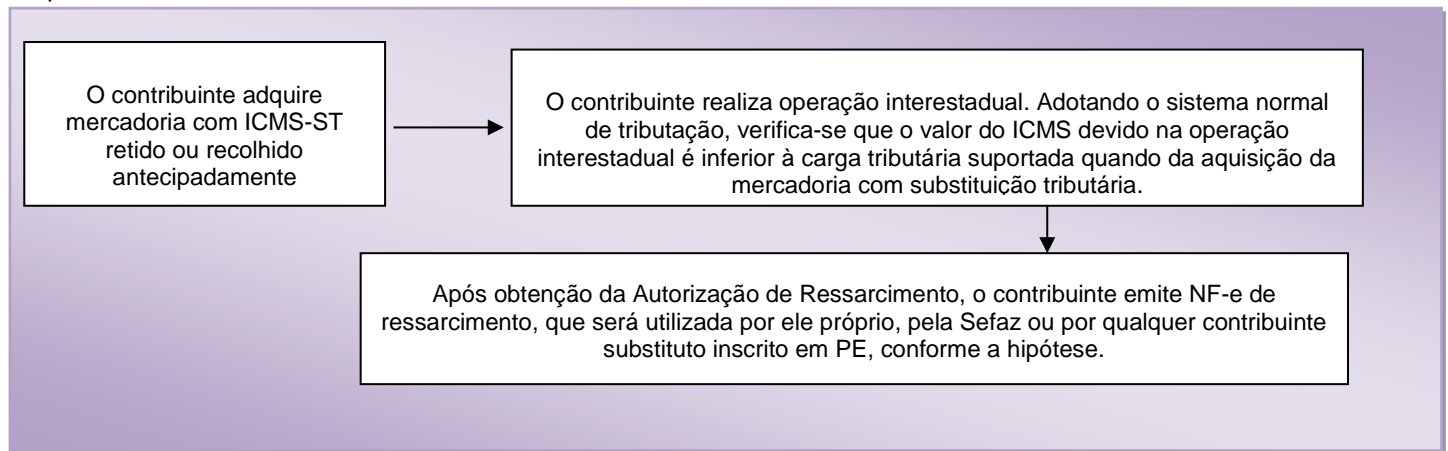 O contribuinte adquire
mercadoria com ICMS-ST
retido ou recolhido
antecipadamente
O contribuinte realiza operação interestadual. Adotando o sistema normal
de tributação, verifica-se que o valor do ICMS devido na operação
interestadual é inferior à carga tributária suportada quando da aquisição da
mercadoria com substituição tributária.
Após obtenção da Autorização de Ressarcimento, o contribuinte emite NF-e de
ressarcimento, que será utilizada por ele próprio, pela Sefaz ou por qualquer contribuinte
substituto inscrito em PE, conforme a hipótese.